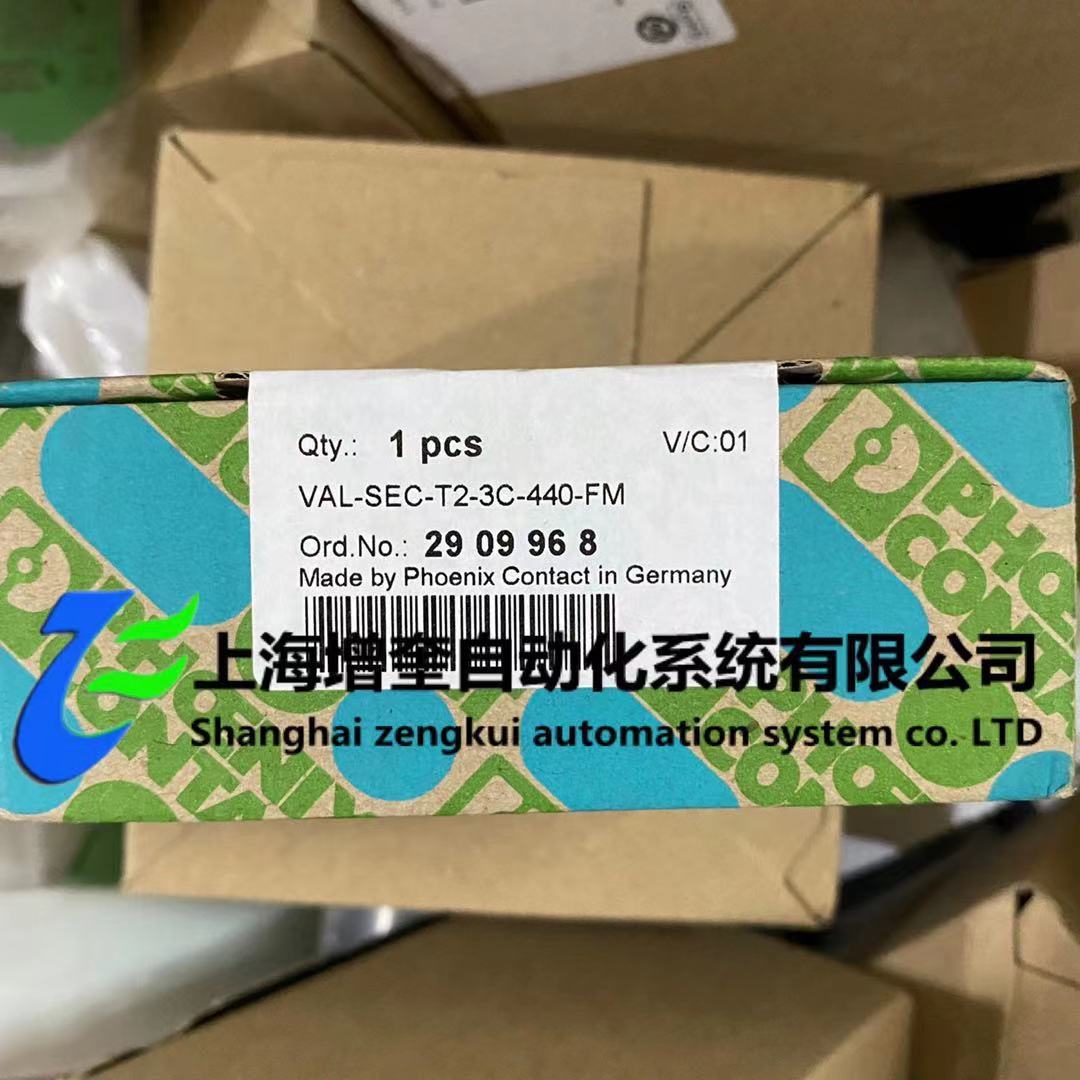 Qty.: 1 pcs V/C:01
VAL-SEC-T2-3C-440-FM
Ord.No.: 29 09 96 8
Made by Phoenix Contact in Germany
上海增奎自动化系统有限公司
Shanghai zengkui automation system co. LTD